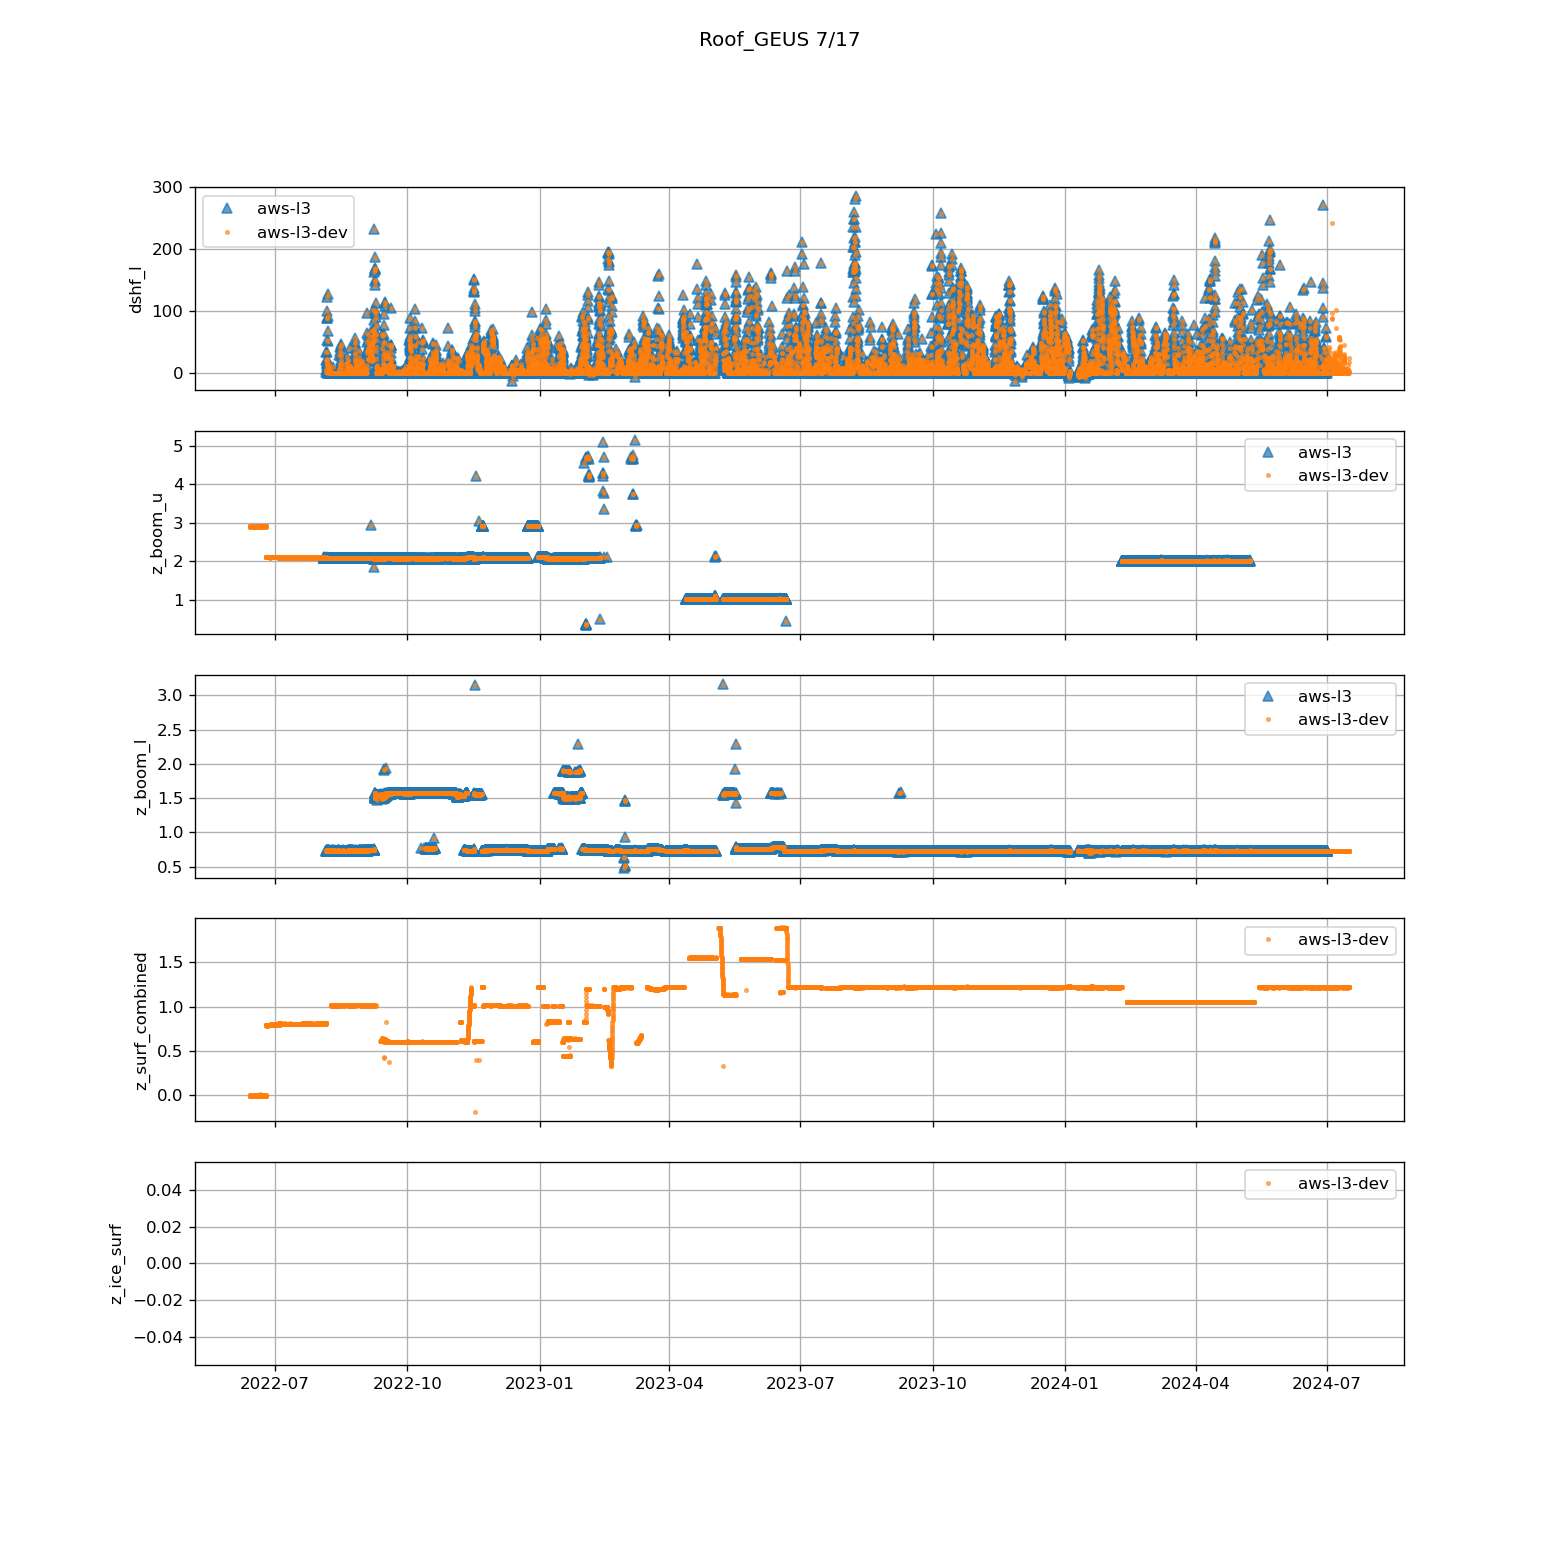 Roof_GEUS 7/17
300
200
100
0
dshf_l
aws-l3
aws-l3-dev
5
4
3
2
1
z_boom_u
aws-l3
aws-l3-dev
3.0
2.5
2.0
1.5
1.0
0.5
z_boom_l
aws-l3
aws-l3-dev
1.5
1.0
0.5
0.0
z_surf_combined
aws-l3-dev
0.04
0.02
0.00
−0.02
−0.04
z_ice_surf
aws-l3-dev
2022-07 2022-10 2023-01 2023-04 2023-07 2023-10 2024-01 2024-04 2024-07